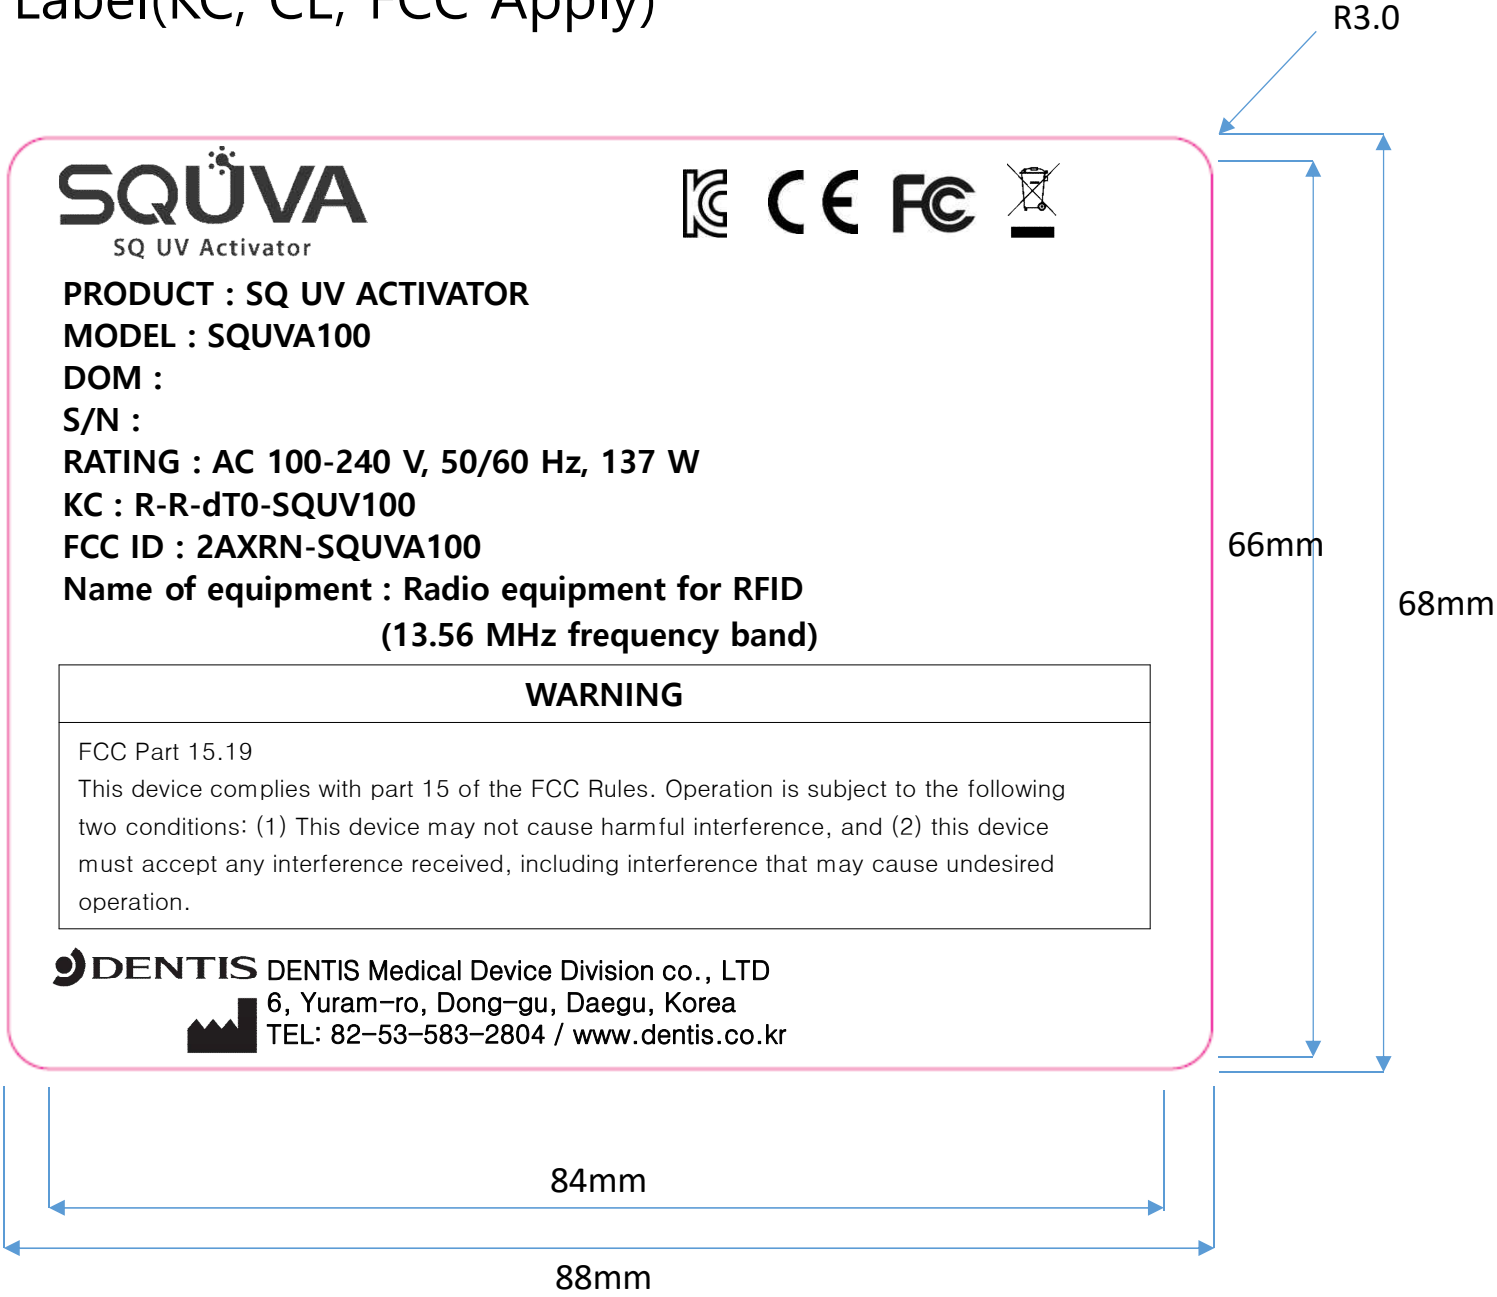 Label(KC, CE, FCC Apply)
R3.0
SQUVA
SQ UV Activator
PRODUCT : SQ UV ACTIVATOR
MODEL : SQUVA100
DOM :
S/N :
RATING : AC 100-240 V, 50/60 Hz, 137 W
KC : R-R-dT0-SQUV100
FCC ID : 2AXRN-SQUVA100
Name of equipment : Radio equipment for RFID
(13.56 MHz frequency band)
66mm
68mm
WARNING
FCC Part 15.19
This device complies with part 15 of the FCC Rules. Operation is subject to the following
two conditions: (1) This device may not cause harmful interference, and (2) this device
must accept any interference received, including interference that may cause undesired
operation.
DENTIS DENTIS Medical Device Division co., LTD
6, Yuram-ro, Dong-gu, Daegu, Korea
TEL: 82-53-583-2804 / www.dentis.co.kr
84mm
88mm